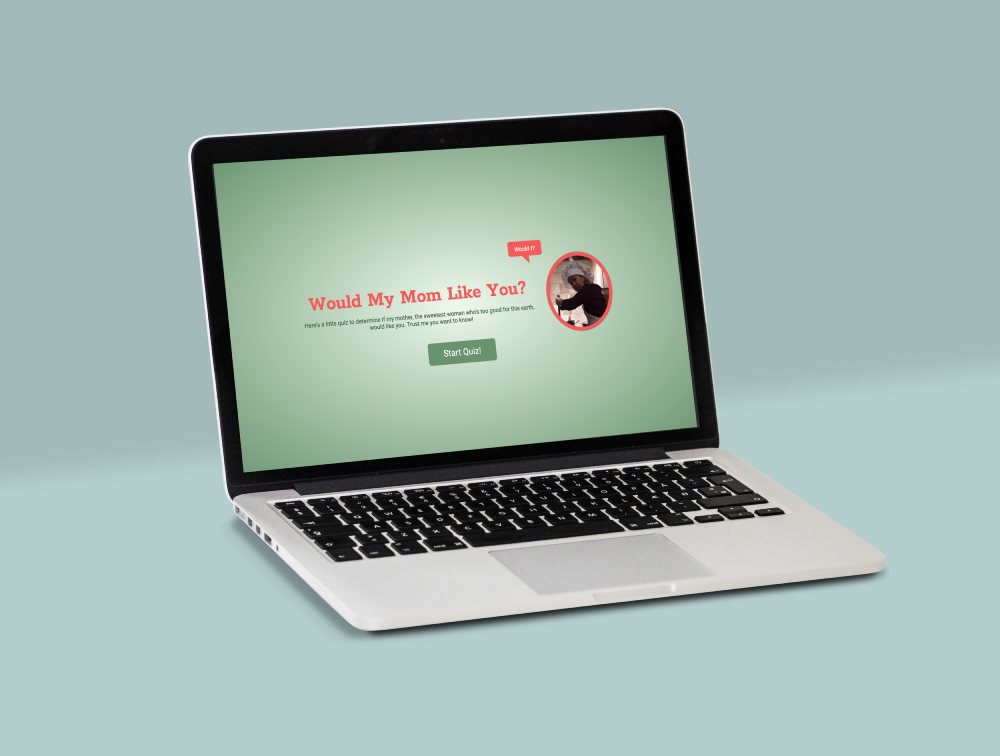 Would I?
Would My Mom Like You?
Here's a little quiz to determine if my mother, the sweetest woman who's too good for this earth,
would like you. Trust me you want to know!
Start Quiz!